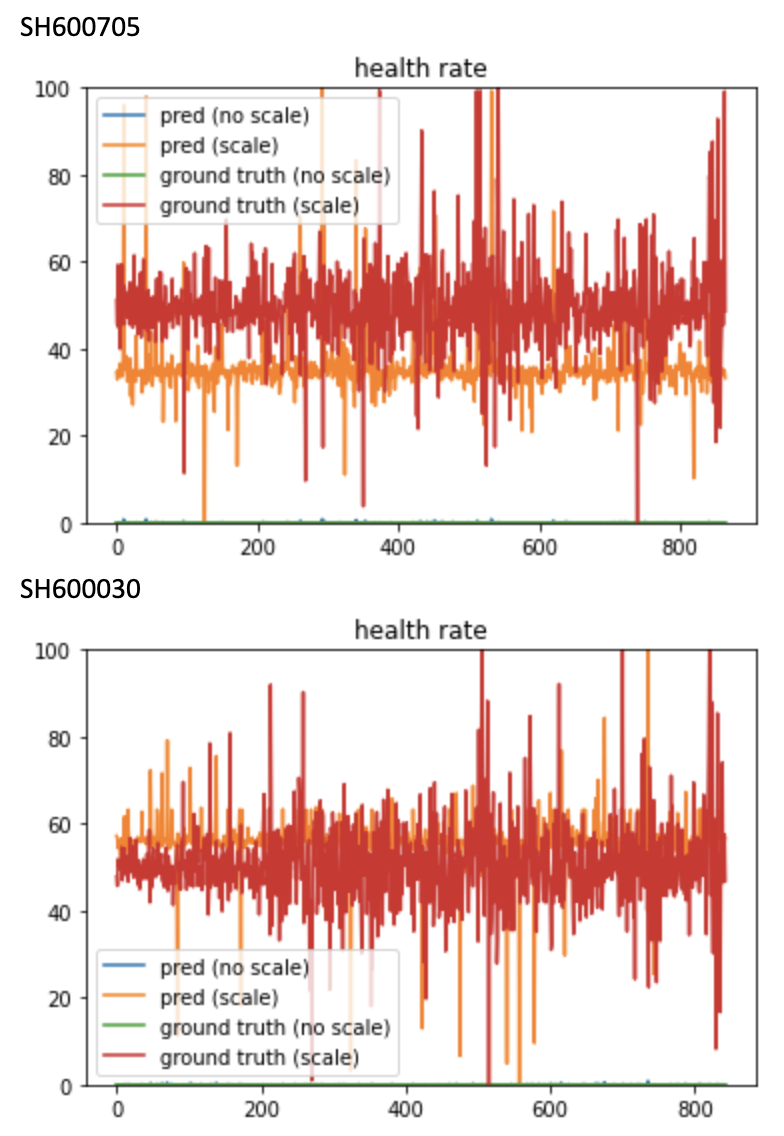 SH600705
health rate
100
pred (no scale)
pred (scale)
80
ground truth (no scale)
ground truth (scale)
60
40
20
0
0 200 400 600 800
SH600030
health rate
100
80
60
40
pred (no scale)
pred (scale)
20
ground truth (no scale)
ground truth (scale)
0
0 200 400 600 800